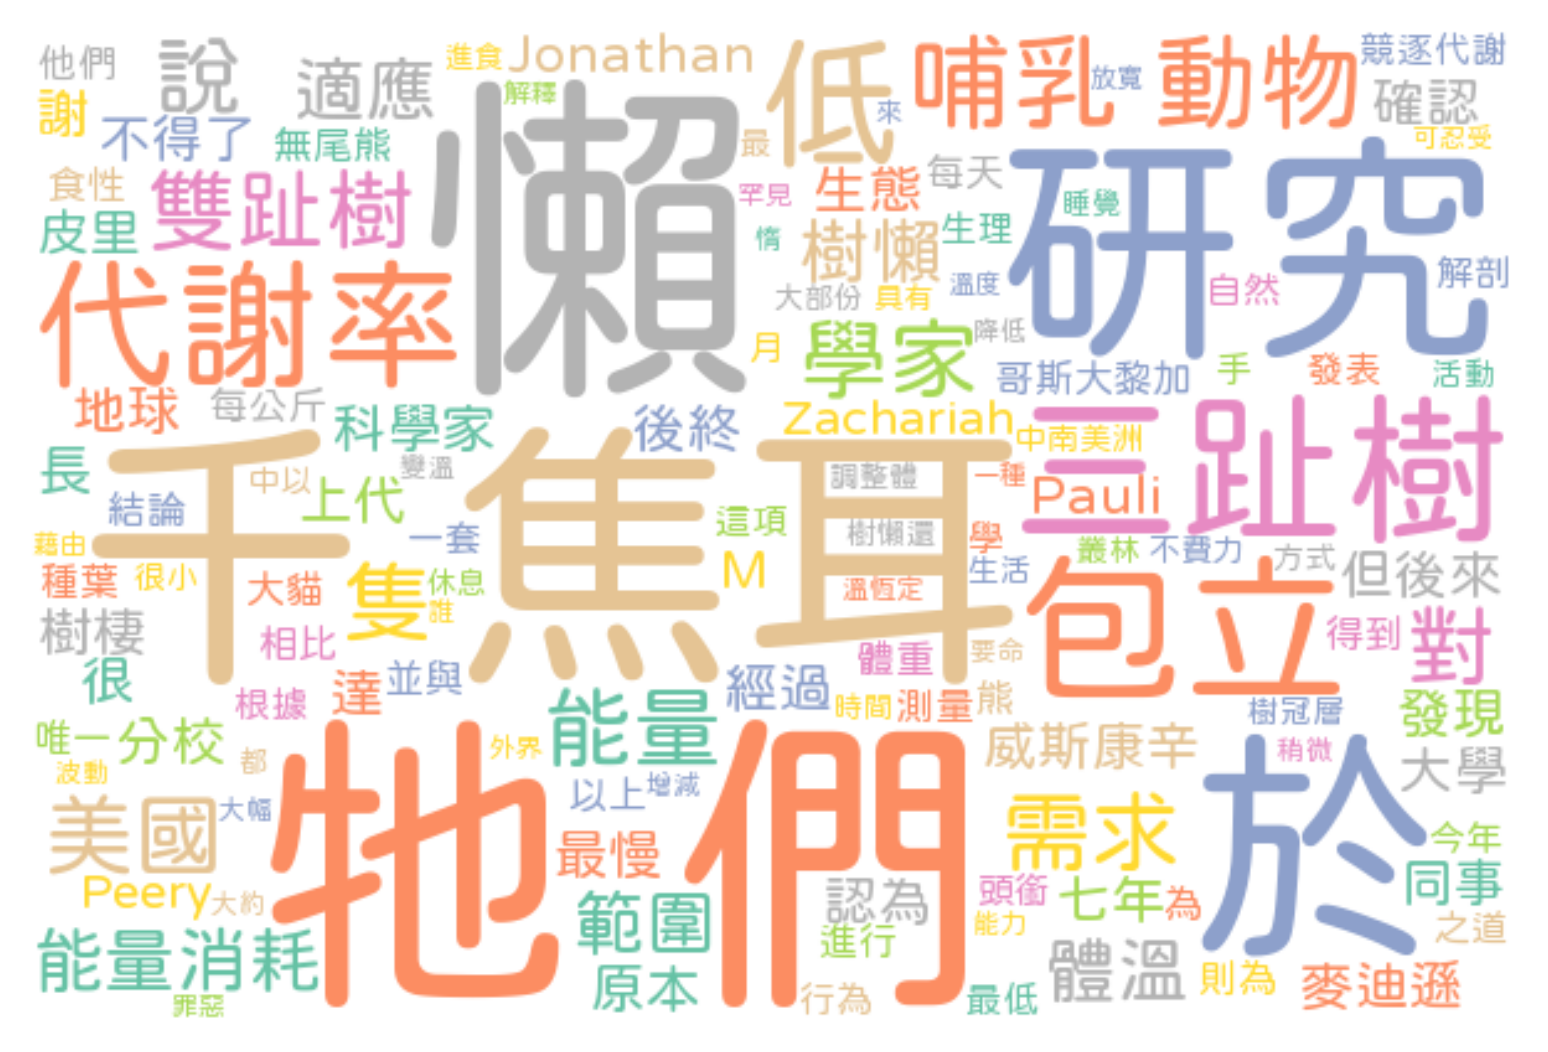 他們
說
適應
進食
Jonathan
低
哺乳
動物
競逐代謝
謝
不得了
無尾熊
解釋
懶
最
來
放寬
確認
可忍受
食性
雙趾樹
罕見
生態
每天
研究
睡覺
皮里
惰
樹懶
生理
代謝率
大部份
具有
溫度
自然
解剖
月
學家
降低
地球
每公斤
科學家
後終
Zachariah
哥斯大黎加
手
發表
活動
中南美洲
三趾樹
長
千焦耳
中以
變溫
上代
調整體
一種
Pauli
結論
一套
這項
樹懶還
學
叢林
不費力
方式
但後來
藉由
種葉
很小
大貓
隻
休息
誰
M
溫恆定
生活
包立
樹棲
相比
體重
要命
得到
對
很
根據
達
並與
能量
經過
時間
測量
熊
樹冠層
發現
唯一
分校
波動
都
外界
牠們
威斯康辛
於
稍微
大學
美國
大幅
以上
增減
最慢
需求
今年
Peery
大約
範圍
認為
頭銜
七年
為
同事
能量消耗
進行
能力
之道
罪惡
原本
行為
最低
體溫
則為
麥迪遜